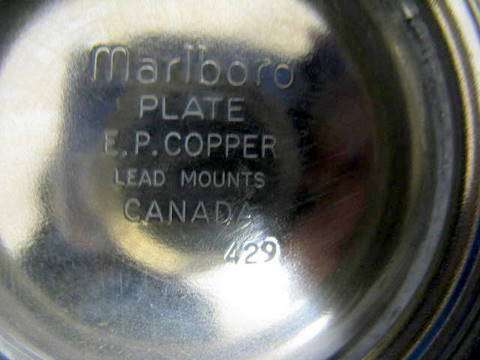 Marlboro
PLATE
E.P. COPPER
LEAD MOUNTS
CANADA
429